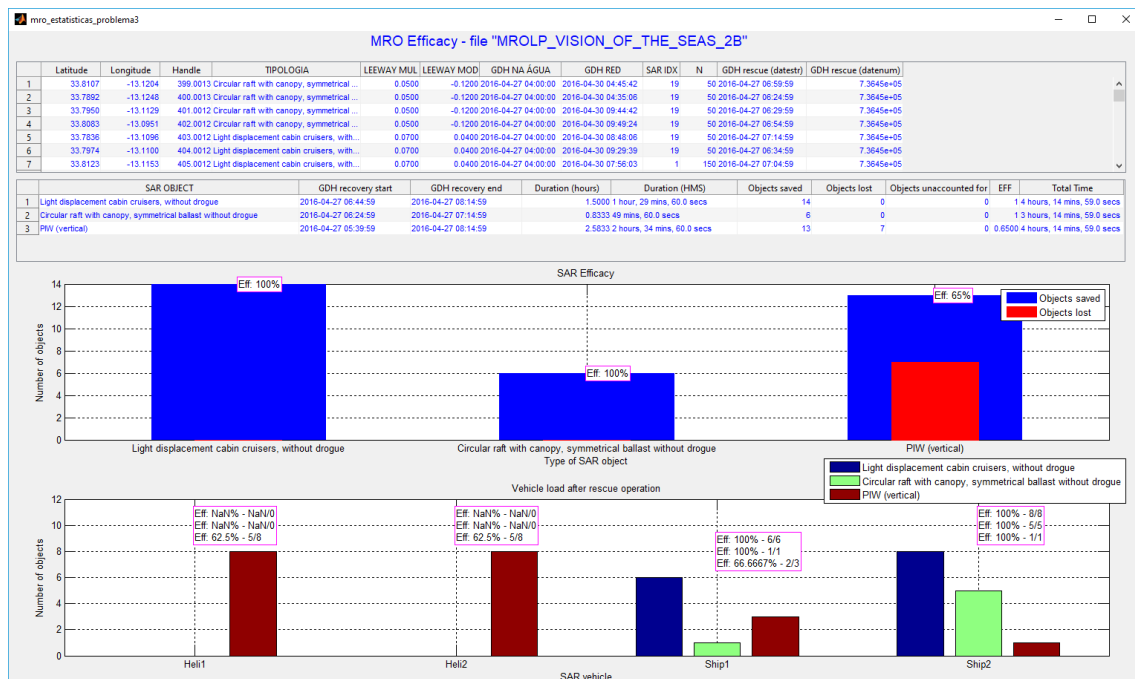 mro_estatisticas_problema3
MRO Efficacy - file "MROLP_VISION_OF_THE_SEAS_2B"
Latitude Longitude Handle TIPOLOGIA LEEWAY MUL LEEWAY MOD GDH NA ÁGUA GDH RED SAR IDX N GDH rescue (datestr) GDH rescue (datenum)
1 33.8107 -13.1204 399.0013 Circular raft with canopy, symmetrical ... 0.0500 -0.1200 2016-04-27 04:00:00 2016-04-30 04:45:42 19 50 2016-04-27 06:59:59 7.3645e+05
2 33.7892 -13.1248 400.0013 Circular raft with canopy, symmetrical ... 0.0500 -0.1200 2016-04-27 04:00:00 2016-04-30 04:35:06 19 50 2016-04-27 06:24:59 7.3645e+05
3 33.7950 -13.1129 401.0013 Circular raft with canopy, symmetrical ... 0.0500 -0.1200 2016-04-27 04:00:00 2016-04-30 09:44:42 19 50 2016-04-27 06:29:59 7.3645e+05
4 33.8083 -13.0951 402.0013 Circular raft with canopy, symmetrical ... 0.0500 -0.1200 2016-04-27 04:00:00 2016-04-30 09:49:24 19 50 2016-04-27 06:54:59 7.3645e+05
5 33.7836 -13.1096 403.0012 Light displacement cabin cruisers, with... 0.0700 0.0400 2016-04-27 04:00:00 2016-04-30 08:48:06 19 50 2016-04-27 07:14:59 7.3645e+05
6 33.7974 -13.1100 404.0012 Light displacement cabin cruisers, with... 0.0700 0.0400 2016-04-27 04:00:00 2016-04-30 09:29:39 19 50 2016-04-27 06:34:59 7.3645e+05
7 33.8123 -13.1153 405.0012 Light displacement cabin cruisers, with... 0.0700 0.0400 2016-04-27 04:00:00 2016-04-30 07:56:03 1 150 2016-04-27 07:04:59 7.3645e+05
SAR OBJECT GDH recovery start GDH recovery end Duration (hours) Duration (HMS) Objects saved Objects lost Objects unaccounted for EFF Total Time
1 Light displacement cabin cruisers, without drogue 2016-04-27 06:44:59 2016-04-27 08:14:59 1.5000 1 hour, 29 mins, 60.0 secs 14 0 0 1 4 hours, 14 mins, 59.0 secs
2 Circular raft with canopy, symmetrical ballast without drogue 2016-04-27 06:24:59 2016-04-27 07:14:59 0.8333 49 mins, 60.0 secs 6 0 0 1 3 hours, 14 mins, 59.0 secs
3 PIW (vertical) 2016-04-27 05:39:59 2016-04-27 08:14:59 2.5833 2 hours, 34 mins, 60.0 secs 13 7 0 0.6500 4 hours, 14 mins, 59.0 secs
SAR Efficacy
Number of objects
14
12
10
8
6
4
2
0
Eff: 100%
Eff: 100%
Eff: 65%
Objects saved
Objects lost
Light displacement cabin cruisers, without drogue Circular raft with canopy, symmetrical ballast without drogue PIW (vertical)
Type of SAR object
Light displacement cabin cruisers, without drogue
Circular raft with canopy, symmetrical ballast without drogue
PIW (vertical)
Vehicle load after rescue operation
Number of objects
12
10
8
6
4
2
0
Eff: NaN% - NaN/0
Eff: NaN% - NaN/0
Eff: 62.5% - 5/8
Eff: NaN% - NaN/0
Eff: NaN% - NaN/0
Eff: 62.5% - 5/8
Eff: 100% - 6/6
Eff: 100% - 1/1
Eff: 66.6667% - 2/3
Eff: 100% - 8/8
Eff: 100% - 5/5
Eff: 100% - 1/1
Heli1 Heli2 Ship1 Ship2
SAR vehicle